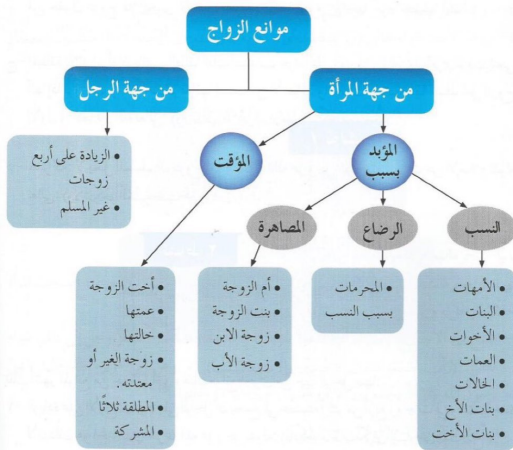 موانع الزواج
من جهة المرأة
من جهة الرجل
• الزيادة على أربع
زوجات
• غير المسلم
المؤبد
بسبب
المؤقت
النسب
الرضاع
المصاهرة
• الأمهات
• البنات
• الأخوات
• العمات
• الخالات
• بنات الأخ
• بنات الأخت
• المحرمات
بسبب النسب
• أم الزوجة
• بنت الزوجة
• زوجة الابن
• زوجة الأب
• أخت الزوجة
• عمتها
• خالتها
• زوجة الغير أو
معتدته.
• المطلقة ثلاثًا
• المشركة